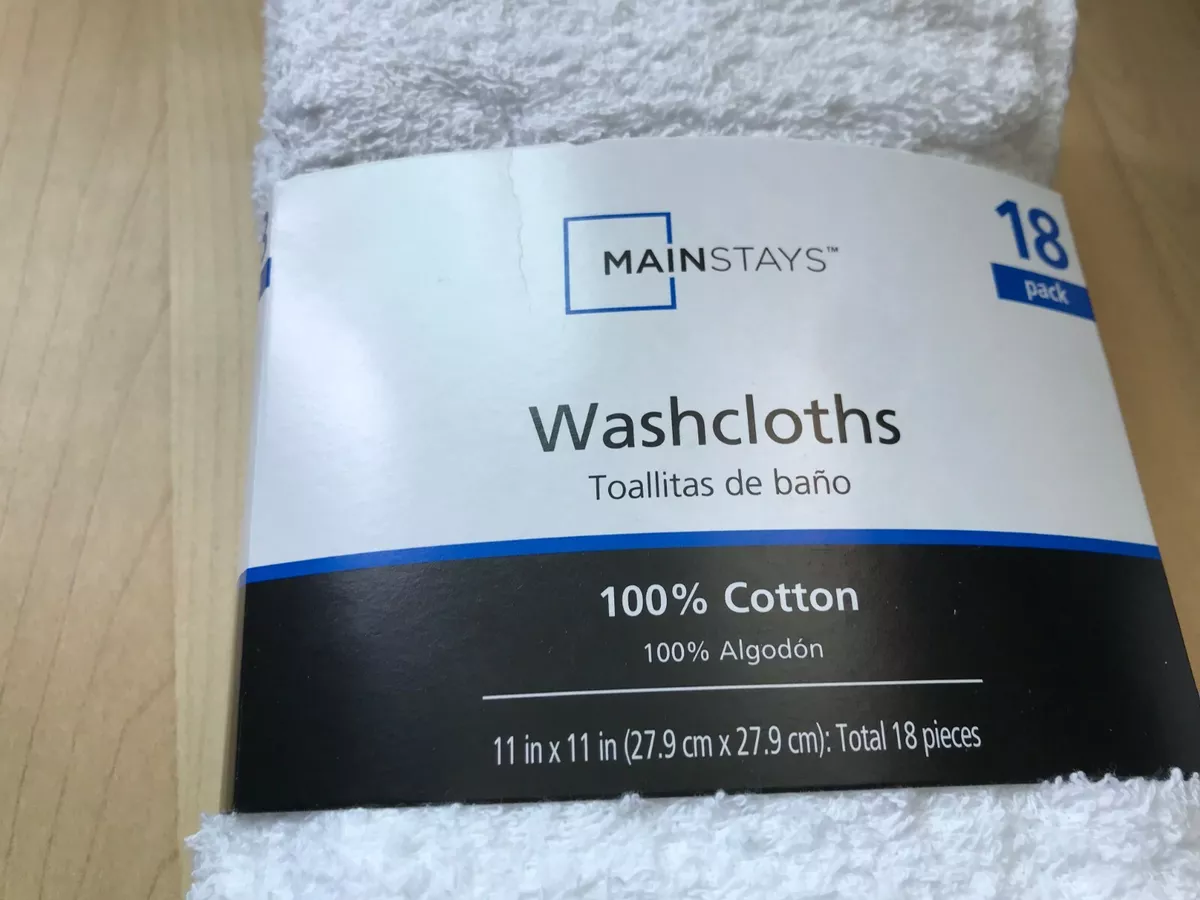 MAINSTAYS™
18
pack
Washcloths
Toallitas de baño
100% Cotton
100% Algodón
11 in x 11 in (27.9 cm x 27.9 cm): Total 18 pieces